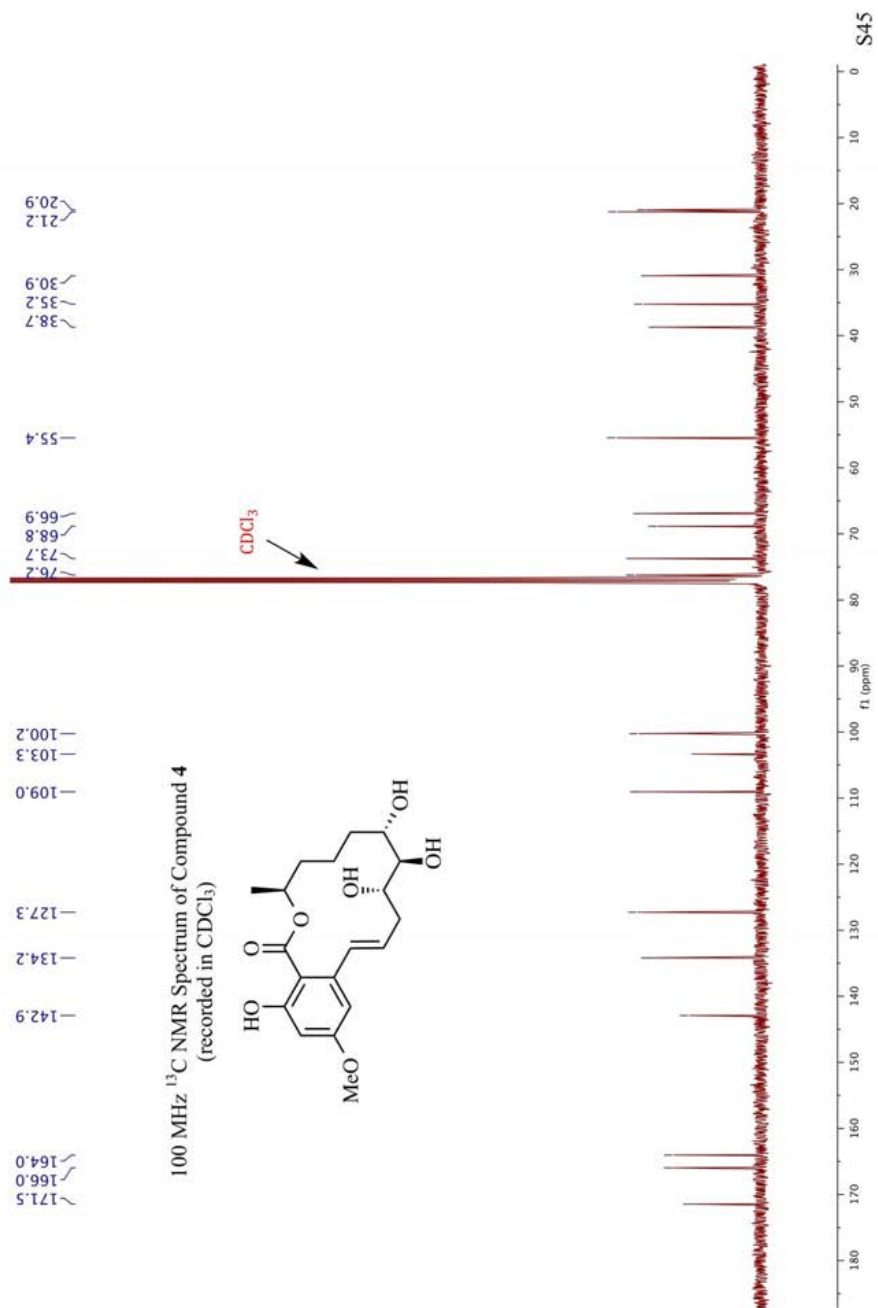 100 MHz ¹³C NMR Spectrum of Compound 4
(recorded in CDCl₃)
171.5
166.0
164.0
142.9
134.2
127.3
109.0
103.3
100.2
76.2
73.7
68.8
66.9
55.4
38.7
35.2
30.9
21.2
20.9
CDCl₃
HO
O
O
MeO
OH
OH
OH
180 170 160 150 140 130 120 110 100 90 80 70 60 50 40 30 20 10 0
f1 (ppm)
S45